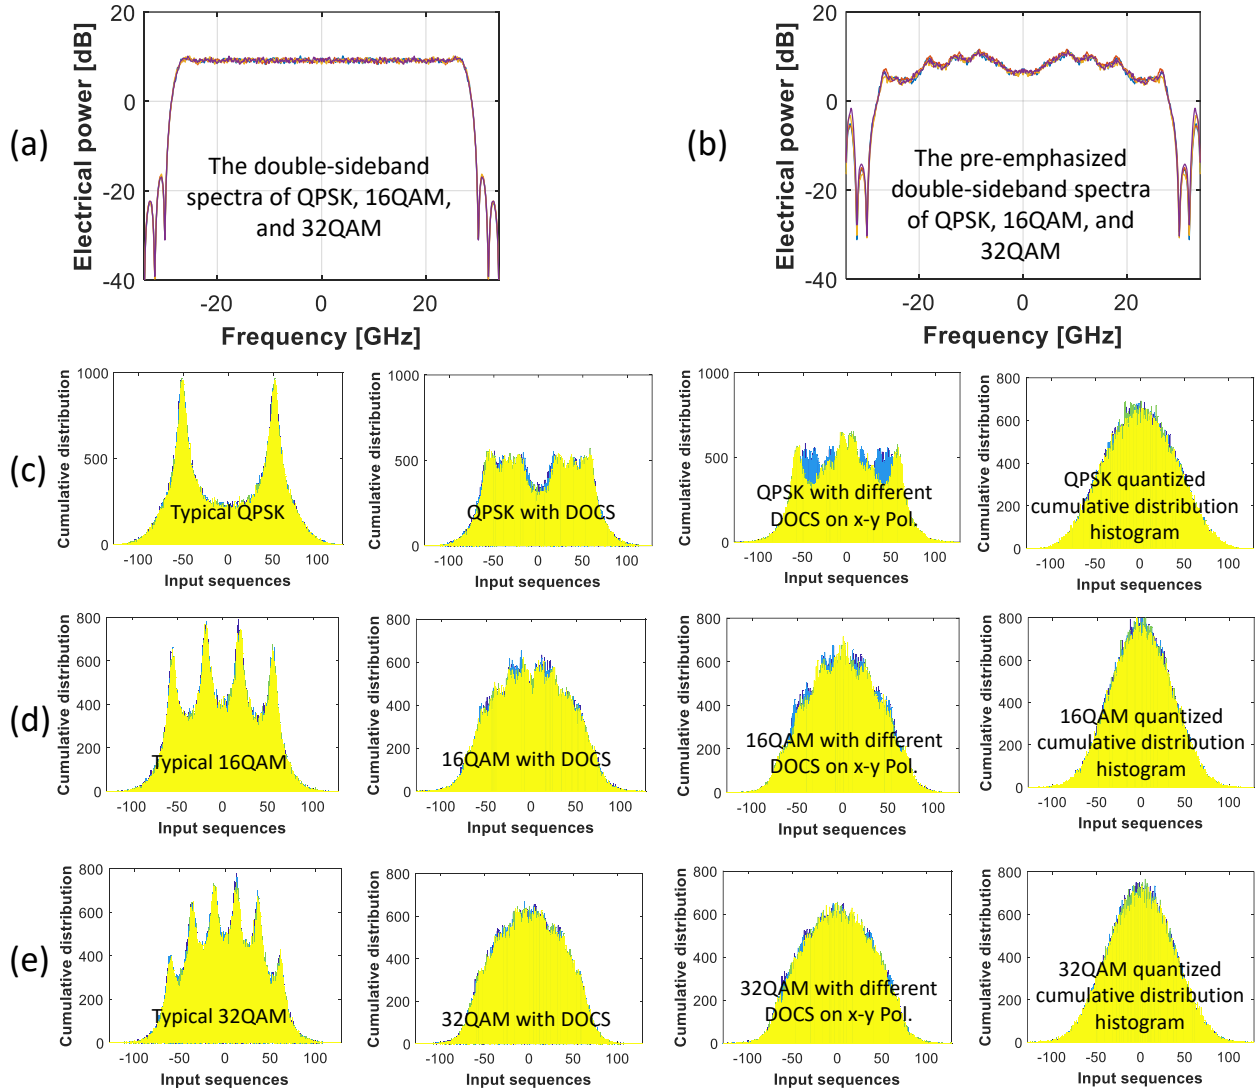 (a)
Electrical power [dB]
20
0
-20
-40
The double-sideband
spectra of QPSK, 16QAM,
and 32QAM
-20
0
20
Frequency [GHz]
(b)
Electrical power [dB]
20
0
-20
-40
The pre-emphasized
double-sideband spectra
of QPSK, 16QAM, and
32QAM
-20
0
20
Frequency [GHz]
(c)
Cumulative distribution
1000
500
0
Typical QPSK
-100 -50 0 50 100
Input sequences
Cumulative distribution
1000
500
0
QPSK with DOCS
-100 -50 0 50 100
Input sequences
Cumulative distribution
1000
500
0
QPSK with different
DOCS on x-y Pol.
-100 -50 0 50 100
Input sequences
Cumulative distribution
800
600
400
200
0
QPSK quantized
cumulative distribution
histogram
-100 -50 0 50 100
Input sequences
(d)
Cumulative distribution
800
600
400
200
0
Typical 16QAM
-100 -50 0 50 100
Input sequences
Cumulative distribution
800
600
400
200
0
16QAM with DOCS
-100 -50 0 50 100
Input sequences
Cumulative distribution
800
600
400
200
0
16QAM with different
DOCS on x-y Pol.
-100 -50 0 50 100
Input sequences
Cumulative distribution
800
600
400
200
0
16QAM quantized
cumulative distribution
histogram
-100 -50 0 50 100
Input sequences
(e)
Cumulative distribution
800
600
400
200
0
Typical 32QAM
-100 -50 0 50 100
Input sequences
Cumulative distribution
800
600
400
200
0
32QAM with DOCS
-100 -50 0 50 100
Input sequences
Cumulative distribution
800
600
400
200
0
32QAM with different
DOCS on x-y Pol.
-100 -50 0 50 100
Input sequences
Cumulative distribution
800
600
400
200
0
32QAM quantized
cumulative distribution
histogram
-100 -50 0 50 100
Input sequences